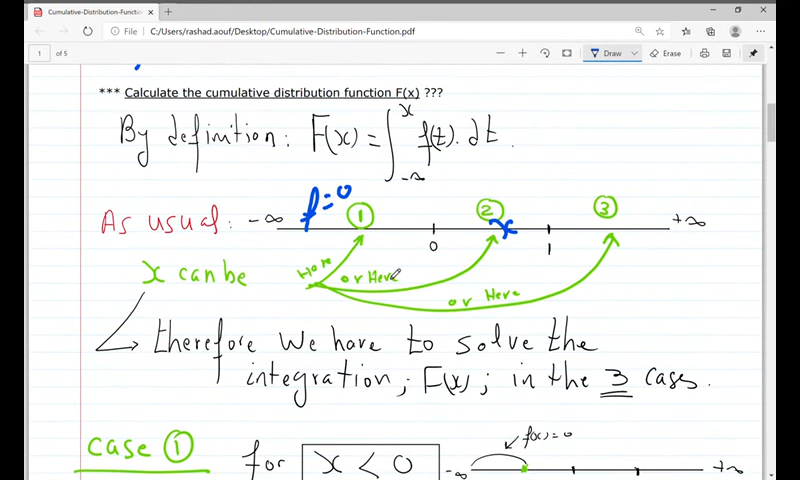 Cumulative-Distribution-Function
File | C:/Users/rashad.aouf/Desktop/Cumulative-Distribution-Function.pdf
1 of 5
Draw
Erase
*** Calculate the cumulative distribution function F(x) ???
By definition: F(x) = ∫_{-∞}^{x} f(t). dt.
f=0
As usual: -∞ ① ② x ③ +∞
0 1
x can be Here or Here or Here
therefore We have to solve the
integration, F(x), in the 3 cases.
case ① for x < 0
f(x)=0
-∞ +∞